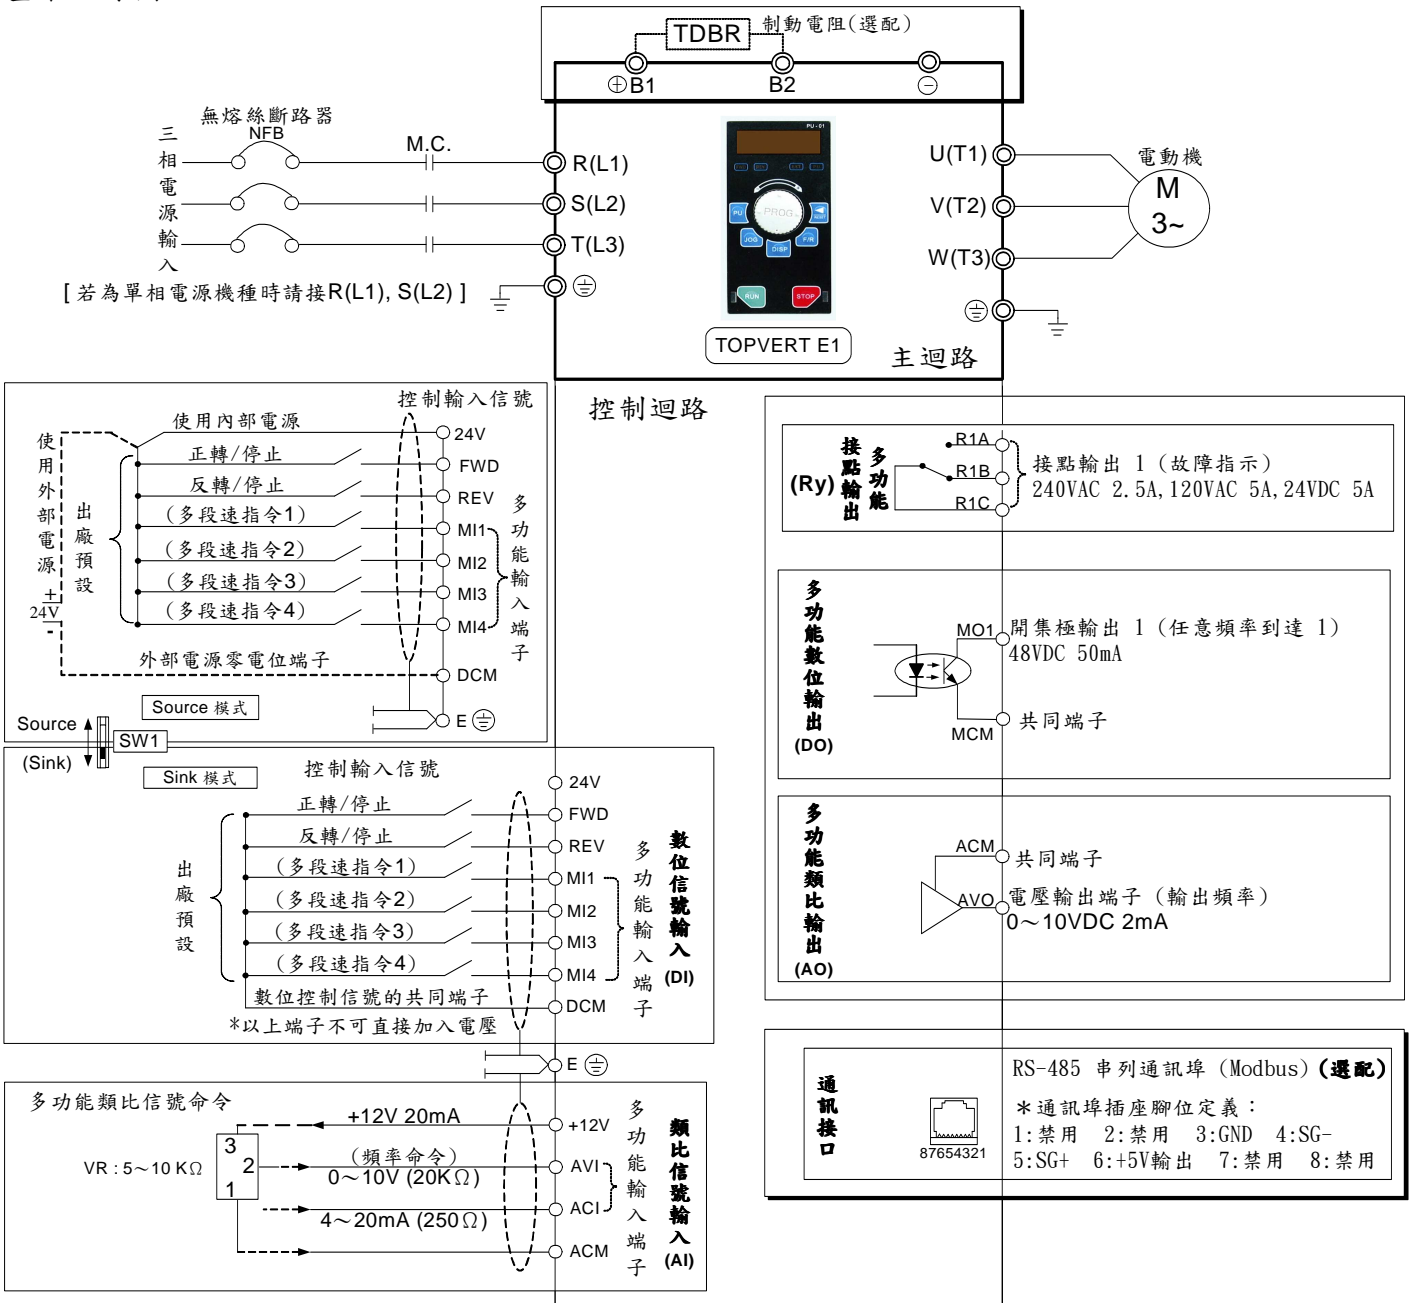 TDBR
制動電阻(選配)
B1
B2
無熔絲斷路器
NFB
M.C.
三相電源輸入
R(L1)
S(L2)
T(L3)
[ 若為單相電源機種時請接R(L1), S(L2) ]
PU-01
PROG
PU
RESET
JOG
DISP
F/R
RUN
STOP
TOPVERT E1
主迴路
U(T1)
V(T2)
W(T3)
電動機
M
3~
控制迴路
控制輸入信號
使用內部電源
24V
正轉/停止
FWD
反轉/停止
REV
(多段速指令1)
MI1
(多段速指令2)
MI2
(多段速指令3)
MI3
(多段速指令4)
MI4
外部電源零電位端子
DCM
E
使用外部電源
+
24V
-
出廠預設
多功能輸入端子
Source 模式
Source
(Sink)
SW1
Sink 模式
控制輸入信號
24V
正轉/停止
FWD
反轉/停止
REV
(多段速指令1)
MI1
(多段速指令2)
MI2
(多段速指令3)
MI3
(多段速指令4)
MI4
數位控制信號的共同端子
DCM
*以上端子不可直接加入電壓
E
出廠預設
多功能輸入端子
數位信號輸入
(DI)
多功能類比信號命令
+12V 20mA
+12V
VR : 5～10 KΩ
3
2
1
(頻率命令)
0～10V (20KΩ)
AVI
4～20mA (250Ω)
ACI
ACM
多功能輸入端子
類比信號輸入
(AI)
(Ry)
接點輸出
多功能
R1A
R1B
R1C
接點輸出 1 (故障指示)
240VAC 2.5A,120VAC 5A,24VDC 5A
多功能數位輸出
(DO)
MO1
開集極輸出 1 (任意頻率到達 1)
48VDC 50mA
MCM
共同端子
多功能類比輸出
(AO)
ACM
共同端子
AVO
電壓輸出端子 (輸出頻率)
0～10VDC 2mA
通訊接口
87654321
RS-485 串列通訊埠 (Modbus) (選配)
＊通訊埠插座腳位定義：
1:禁用 2:禁用 3:GND 4:SG-
5:SG+ 6:+5V輸出 7:禁用 8:禁用